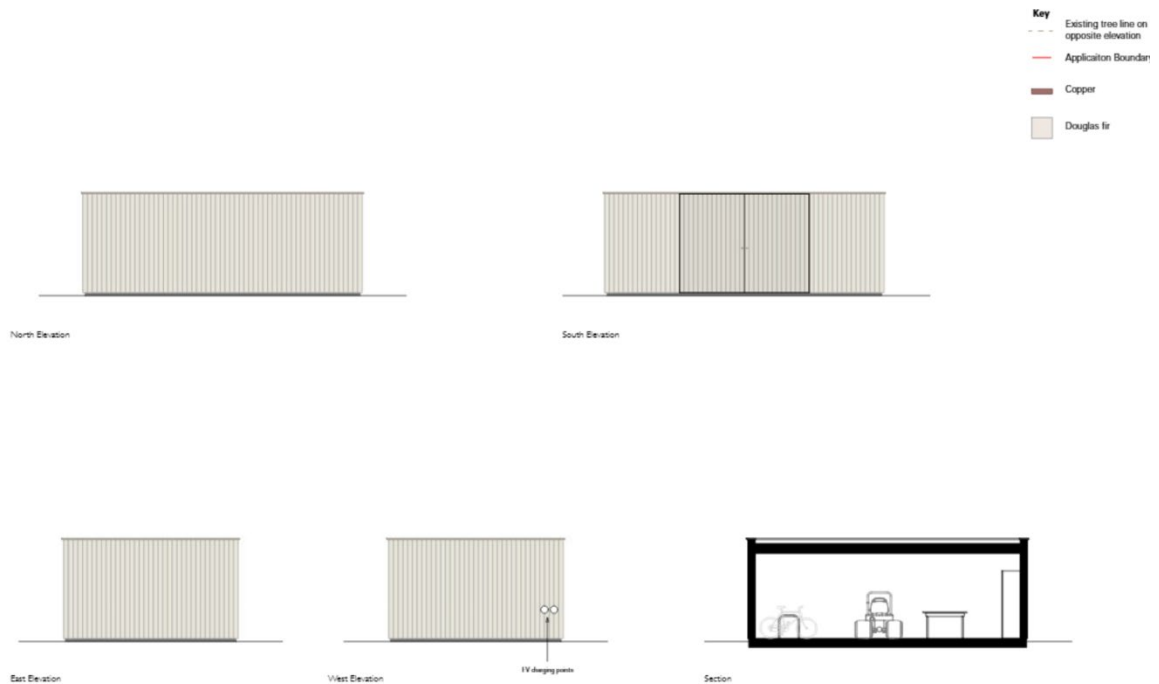 Key
Existing tree line on
opposite elevation
Applicaiton Boundary
Copper
Douglas fir
North Elevation
South Elevation
East Elevation
West Elevation
EV charging points
Section